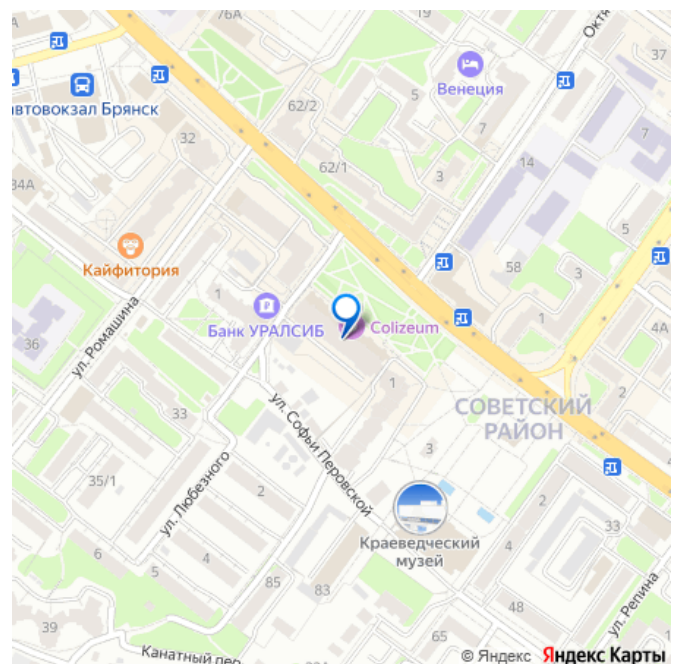 76А
19
Октя
37
Венеция
автовокзал Брянск
62/2
5
7
7
32
62/1
14
3
34А
5
Кайфитория
58
3
1
ул. Ромашина
Банк УРАЛСИБ
Colizeum
1
4А
36
1
2
ул. Софьи Перовской
СОВЕТСКИЙ
РАЙОН
33
3
ул. Любезного
35/1
2
2
33
Краеведческий
музей
6
5
4
85
83
48
ул. Репина
39
65
Канатный пер
© Яндекс Яндекс Карты